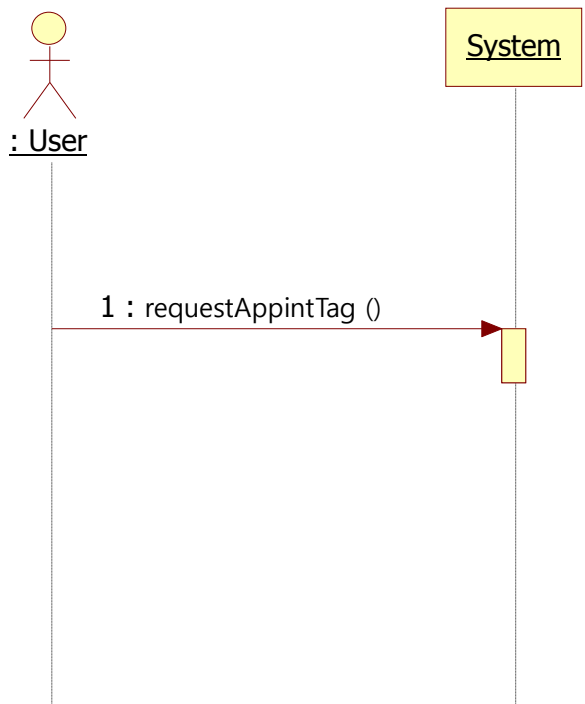 System
: User
1 : requestAppintTag ()